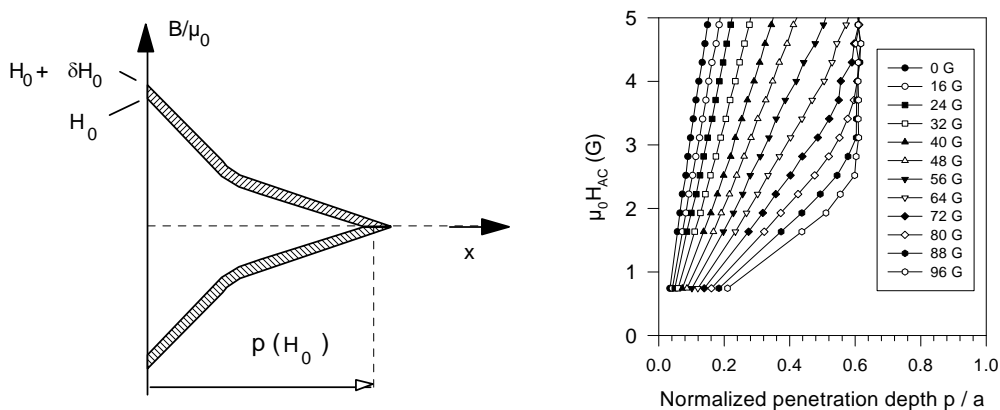 B/μ₀
H₀ + δH₀
H₀
x
p (H₀)
μ₀H_AC (G)
5
4
3
2
1
0
0.0 0.2 0.4 0.6 0.8 1.0
Normalized penetration depth p / a
0 G
16 G
24 G
32 G
40 G
48 G
56 G
64 G
72 G
80 G
88 G
96 G